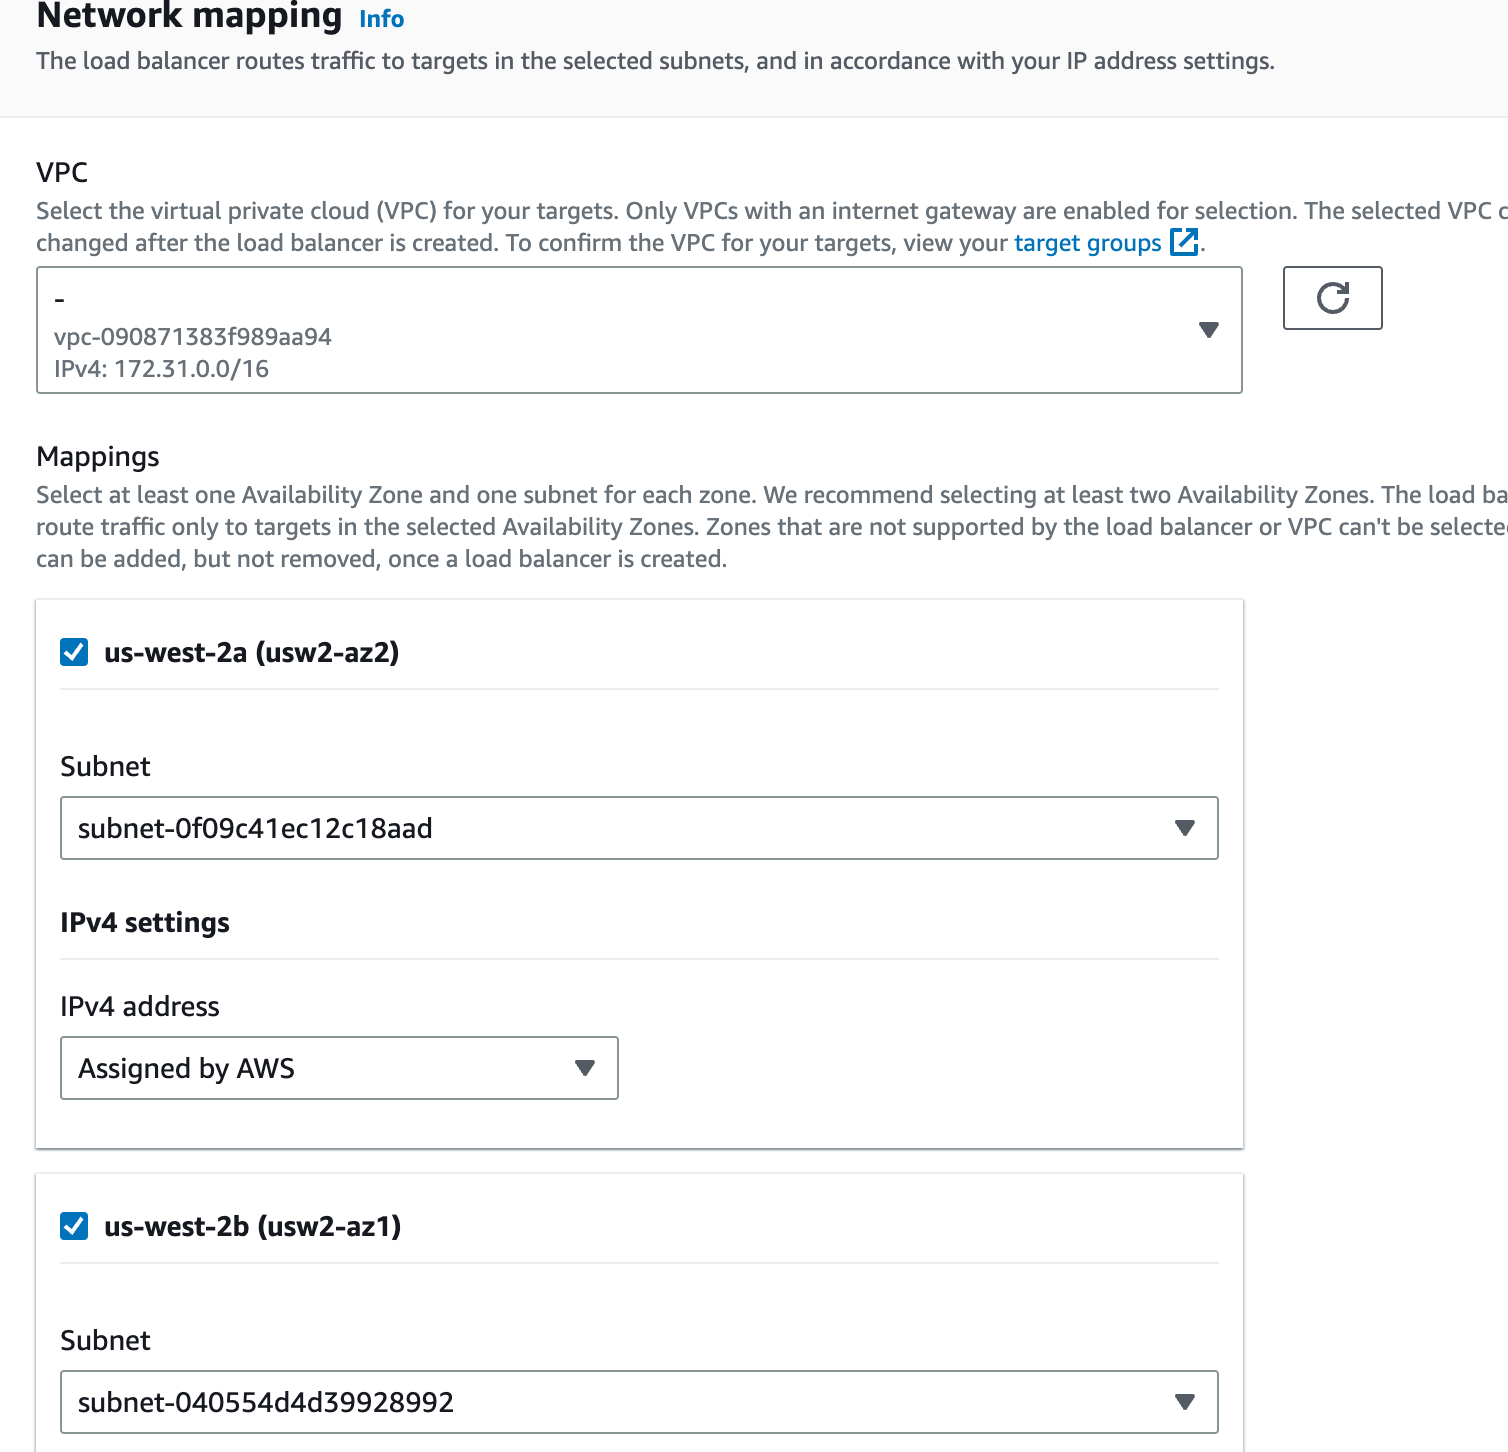 Network mapping Info
The load balancer routes traffic to targets in the selected subnets, and in accordance with your IP address settings.
VPC
Select the virtual private cloud (VPC) for your targets. Only VPCs with an internet gateway are enabled for selection. The selected VPC
changed after the load balancer is created. To confirm the VPC for your targets, view your target groups.
-
vpc-090871383f989aa94
IPv4: 172.31.0.0/16
Mappings
Select at least one Availability Zone and one subnet for each zone. We recommend selecting at least two Availability Zones. The load ba
route traffic only to targets in the selected Availability Zones. Zones that are not supported by the load balancer or VPC can't be selecte
can be added, but not removed, once a load balancer is created.
us-west-2a (usw2-az2)
Subnet
subnet-0f09c41ec12c18aad
IPv4 settings
IPv4 address
Assigned by AWS
us-west-2b (usw2-az1)
Subnet
subnet-040554d4d39928992